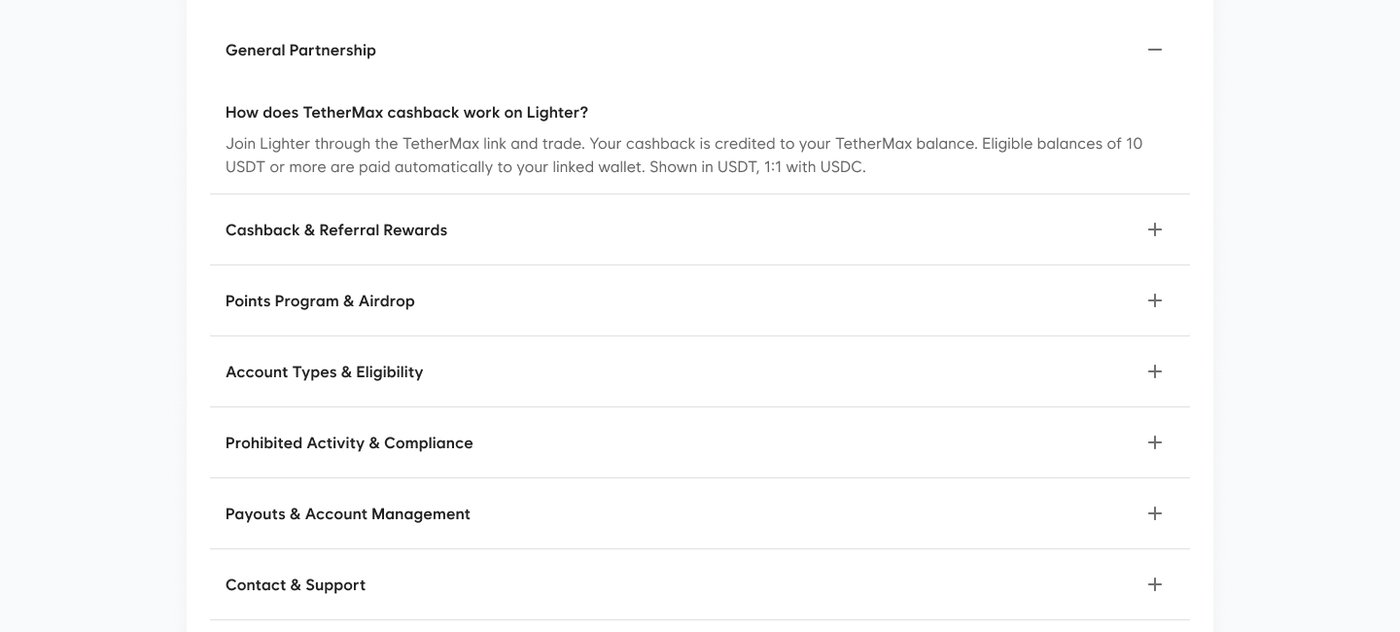 General Partnership
How does TetherMax cashback work on Lighter?
Join Lighter through the TetherMax link and trade. Your cashback is credited to your TetherMax balance. Eligible balances of 10
USDT or more are paid automatically to your linked wallet. Shown in USDT, 1:1 with USDC.
Cashback & Referral Rewards
Points Program & Airdrop
Account Types & Eligibility
Prohibited Activity & Compliance
Payouts & Account Management
Contact & Support